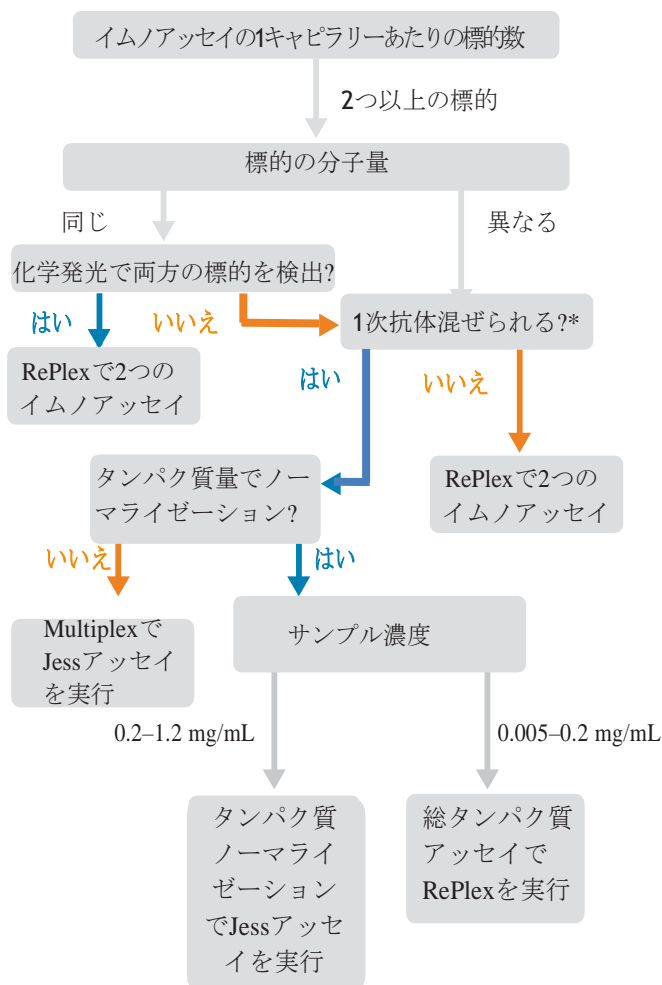 イムノアッセイの1キャピラリーあたりの標的数
2つ以上の標的
標的の分子量
同じ
異なる
化学発光で両方の標的を検出?
1次抗体混ぜられる?*
はい
いいえ
はい
いいえ
RePlexで2つの
イムノアッセイ
タンパク質量でノー
マライゼーション?
RePlexで2つの
イムノアッセイ
いいえ
はい
Multiplexで
Jessアッセイ
を実行
サンプル濃度
0.2–1.2 mg/mL
0.005–0.2 mg/mL
タンパク質
ノーマライ
ゼーション
でJessアッセ
イを実行
総タンパク質
アッセイで
RePlexを実行